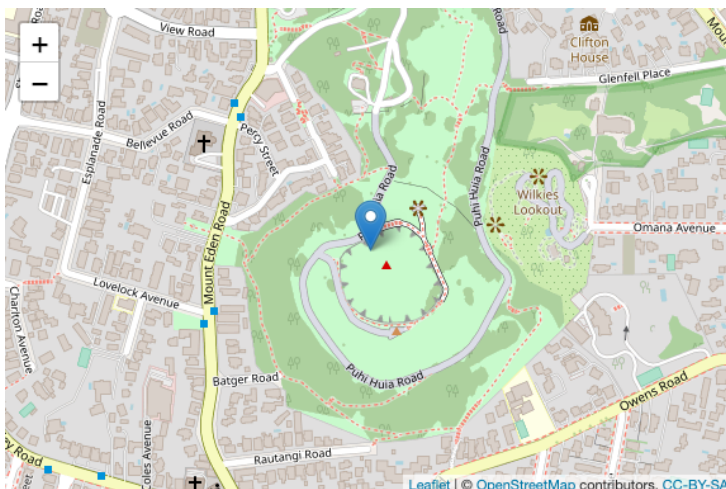 +
View Road
Clifton
House
−
Glenfell Place
Bellevue Road
Percy Street
Esplanade Road
Puhi Huia Road
Wilkies
Lookout
Omana Avenue
Mount Eden Road
Lovelock Avenue
Charlton Avenue
Puhi Huia Road
Batger Road
Owens Road
Coles Avenue
Rautangi Road
ey Road
Street
Leaflet | © OpenStreetMap contributors, CC-BY-SA